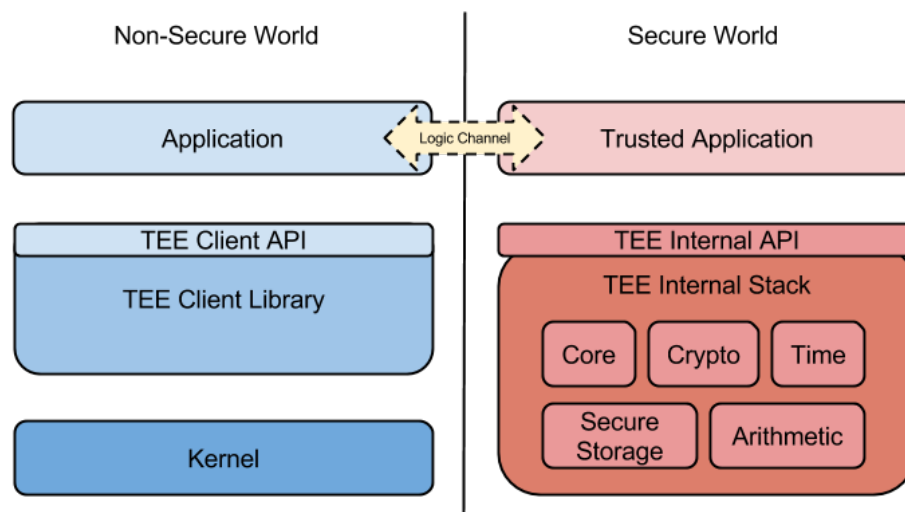 Non-Secure World
Secure World
Application
Logic Channel
Trusted Application
TEE Client API
TEE Client Library
TEE Internal API
TEE Internal Stack
Core
Crypto
Time
Secure
Storage
Arithmetic
Kernel